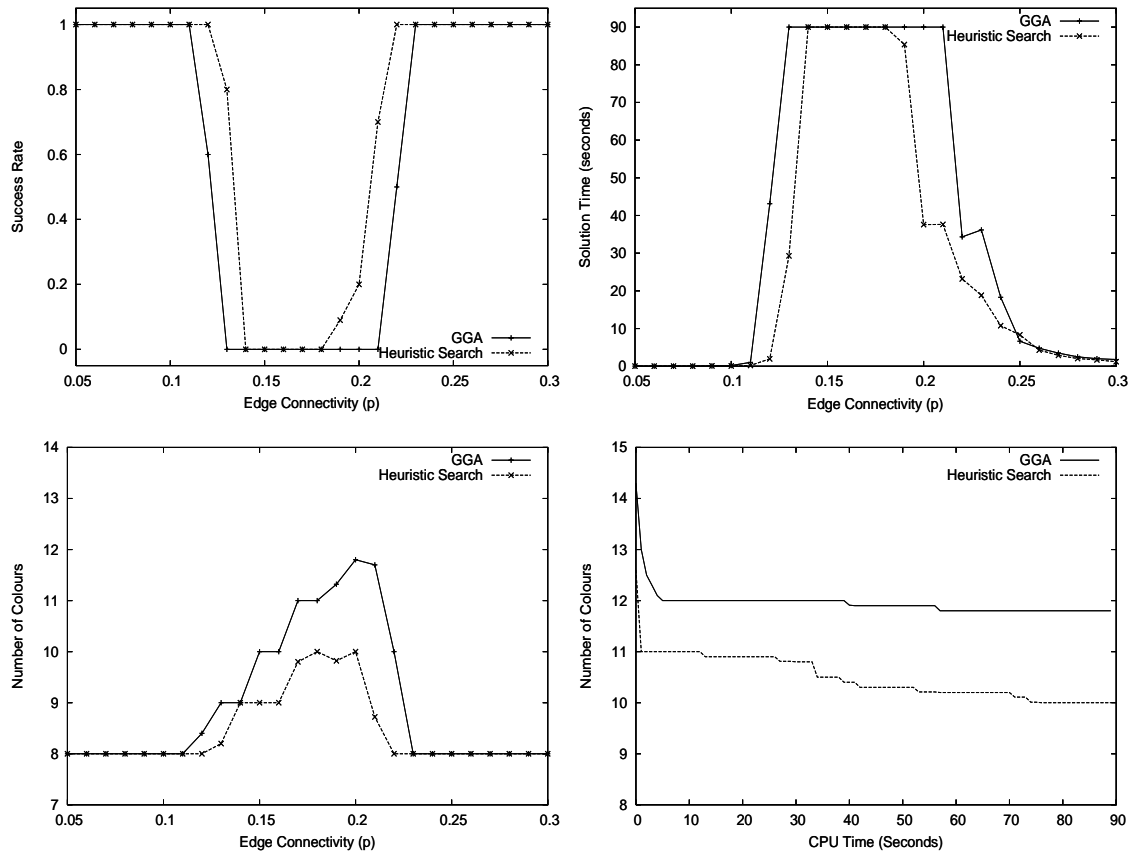 1
0.8
0.6
0.4
0.2
0
0.05 0.1 0.15 0.2 0.25 0.3
Success Rate
Edge Connectivity (p)
GGA
Heuristic Search
90
80
70
60
50
40
30
20
10
0
0.05 0.1 0.15 0.2 0.25 0.3
Solution Time (seconds)
Edge Connectivity (p)
GGA
Heuristic Search
14
13
12
11
10
9
8
7
0.05 0.1 0.15 0.2 0.25 0.3
Number of Colours
Edge Connectivity (p)
GGA
Heuristic Search
15
14
13
12
11
10
9
8
0 10 20 30 40 50 60 70 80 90
Number of Colours
CPU Time (Seconds)
GGA
Heuristic Search